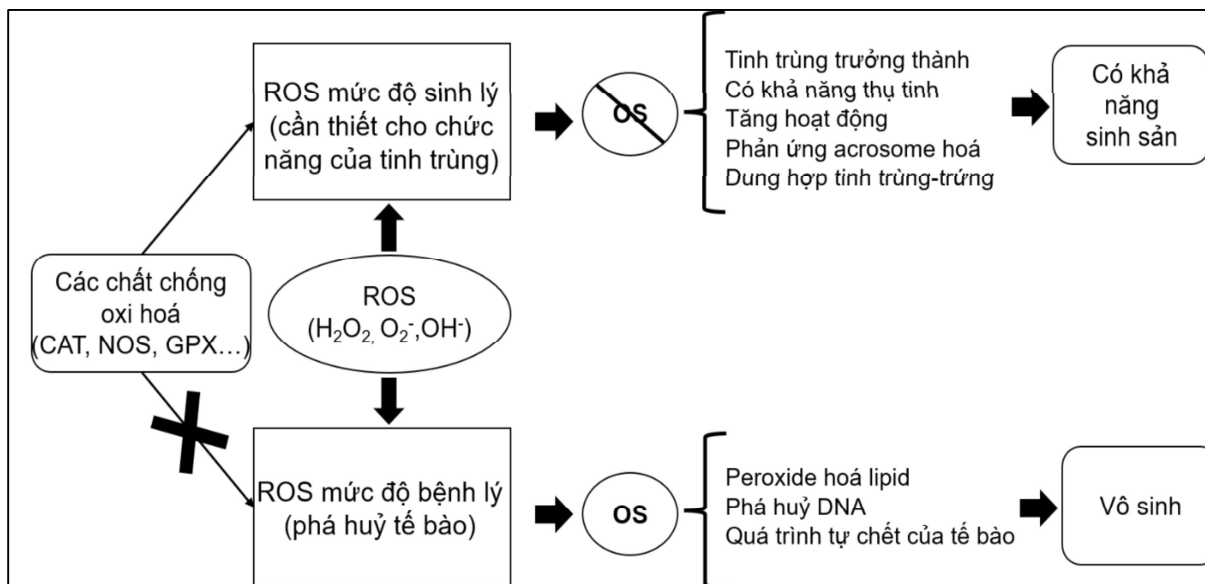 ROS mức độ sinh lý
(cần thiết cho chức
năng của tinh trùng)
OS
Tinh trùng trưởng thành
Có khả năng thụ tinh
Tăng hoạt động
Phản ứng acrosome hoá
Dung hợp tinh trùng-trứng
Có khả
năng
sinh sản
Các chất chống
oxi hoá
(CAT, NOS, GPX...)
ROS
(H₂O₂, O₂⁻,OH⁻)
ROS mức độ bệnh lý
(phá huỷ tế bào)
OS
Peroxide hoá lipid
Phá huỷ DNA
Quá trình tự chết của tế bào
Vô sinh